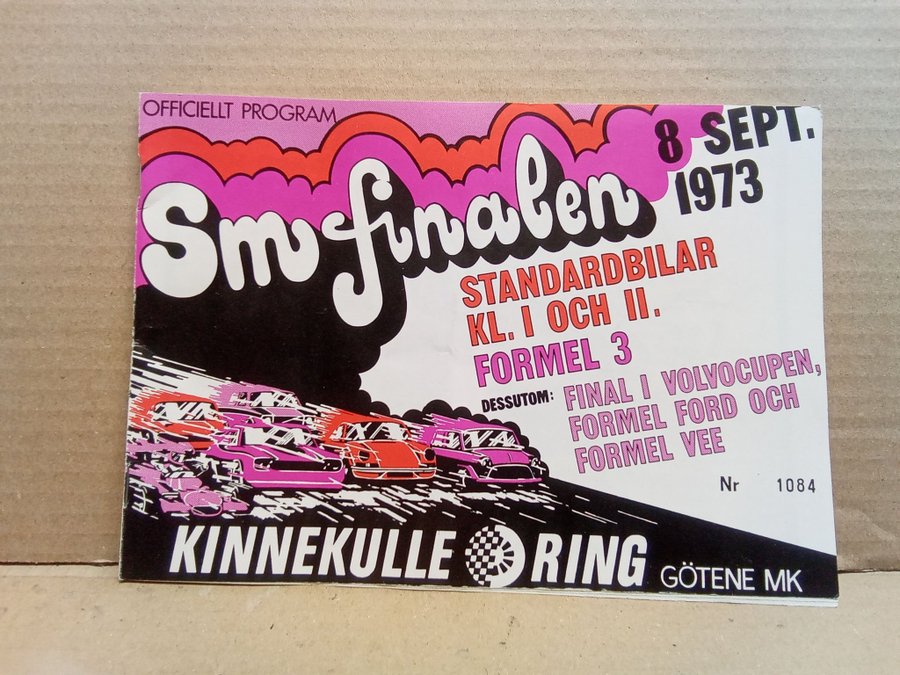 OFFICIELLT PROGRAM
Sm finalen
8 SEPT.
1973
STANDARDBILAR
KL. I OCH II.
FORMEL 3
DESSUTOM: FINAL I VOLVOCUPEN,
FORMEL FORD OCH
FORMEL VEE
Nr 1084
KINNEKULLE RING GÖTENE MK